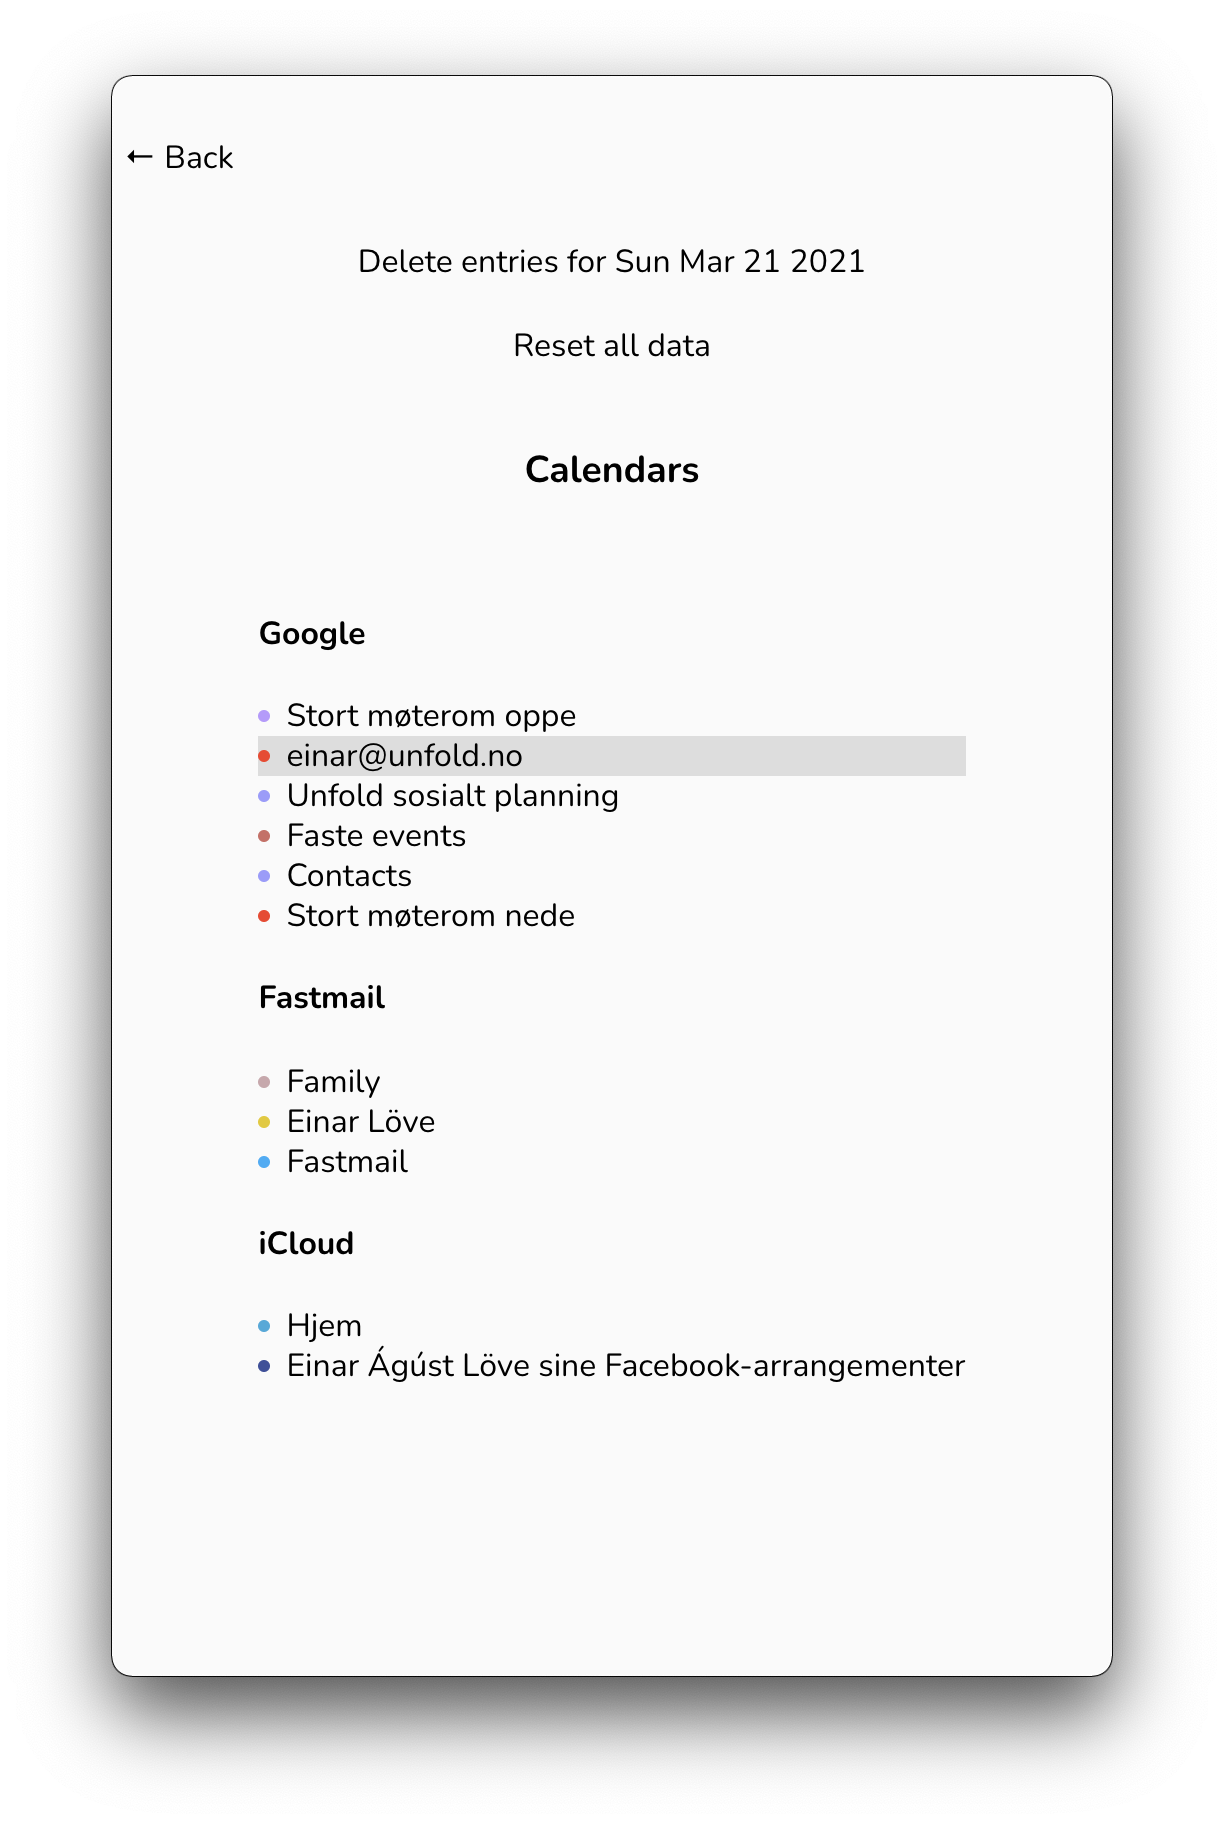 ← Back
Delete entries for Sun Mar 21 2021
Reset all data
Calendars
Google
Stort møterom oppe
einar@unfold.no
Unfold sosialt planning
Faste events
Contacts
Stort møterom nede
Fastmail
Family
Einar Löve
Fastmail
iCloud
Hjem
Einar Ágúst Löve sine Facebook-arrangementer